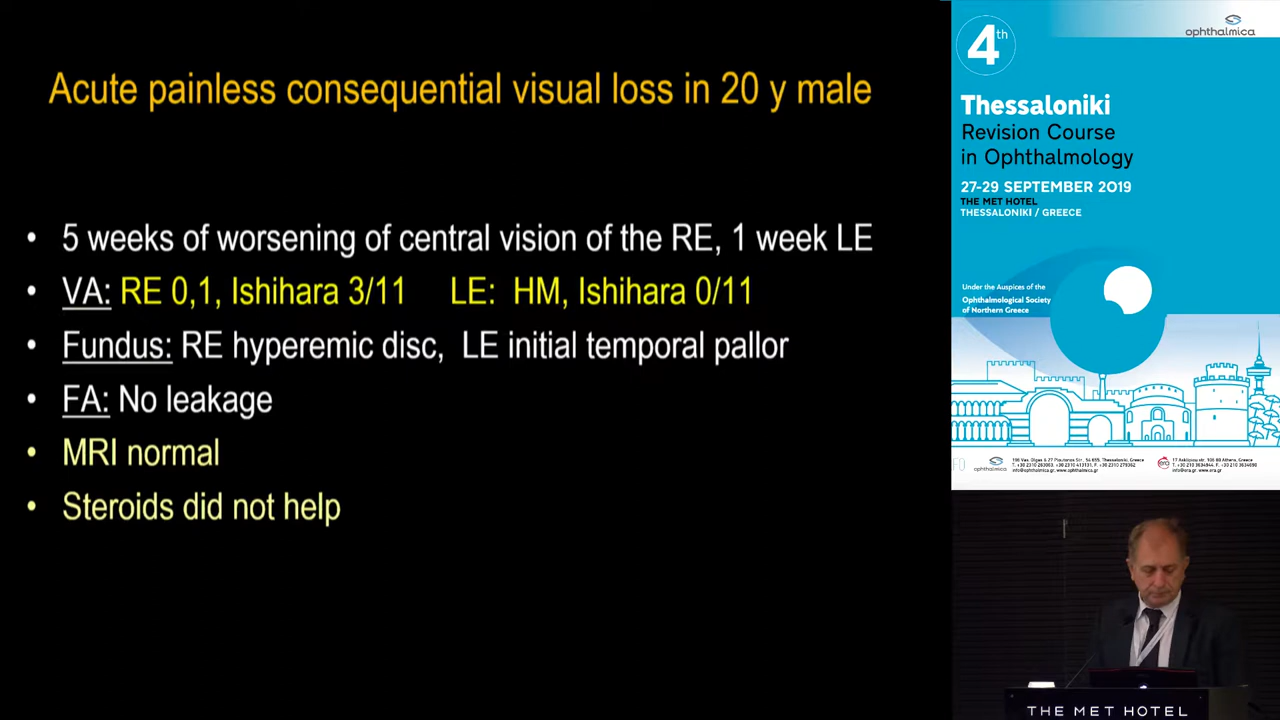 Acute painless consequential visual loss in 20 y male
• 5 weeks of worsening of central vision of the RE, 1 week LE
• VA: RE 0,1, Ishihara 3/11 LE: HM, Ishihara 0/11
• Fundus: RE hyperemic disc, LE initial temporal pallor
• FA: No leakage
• MRI normal
• Steroids did not help
ophthalmica
4th
Thessaloniki
Revision Course
in Ophthalmology
27-29 SEPTEMBER 2019
THE MET HOTEL
THESSALONIKI / GREECE
Under the Auspices of the
Ophthalmological Society
of Northern Greece
ophthalmica
THE MET HOTEL